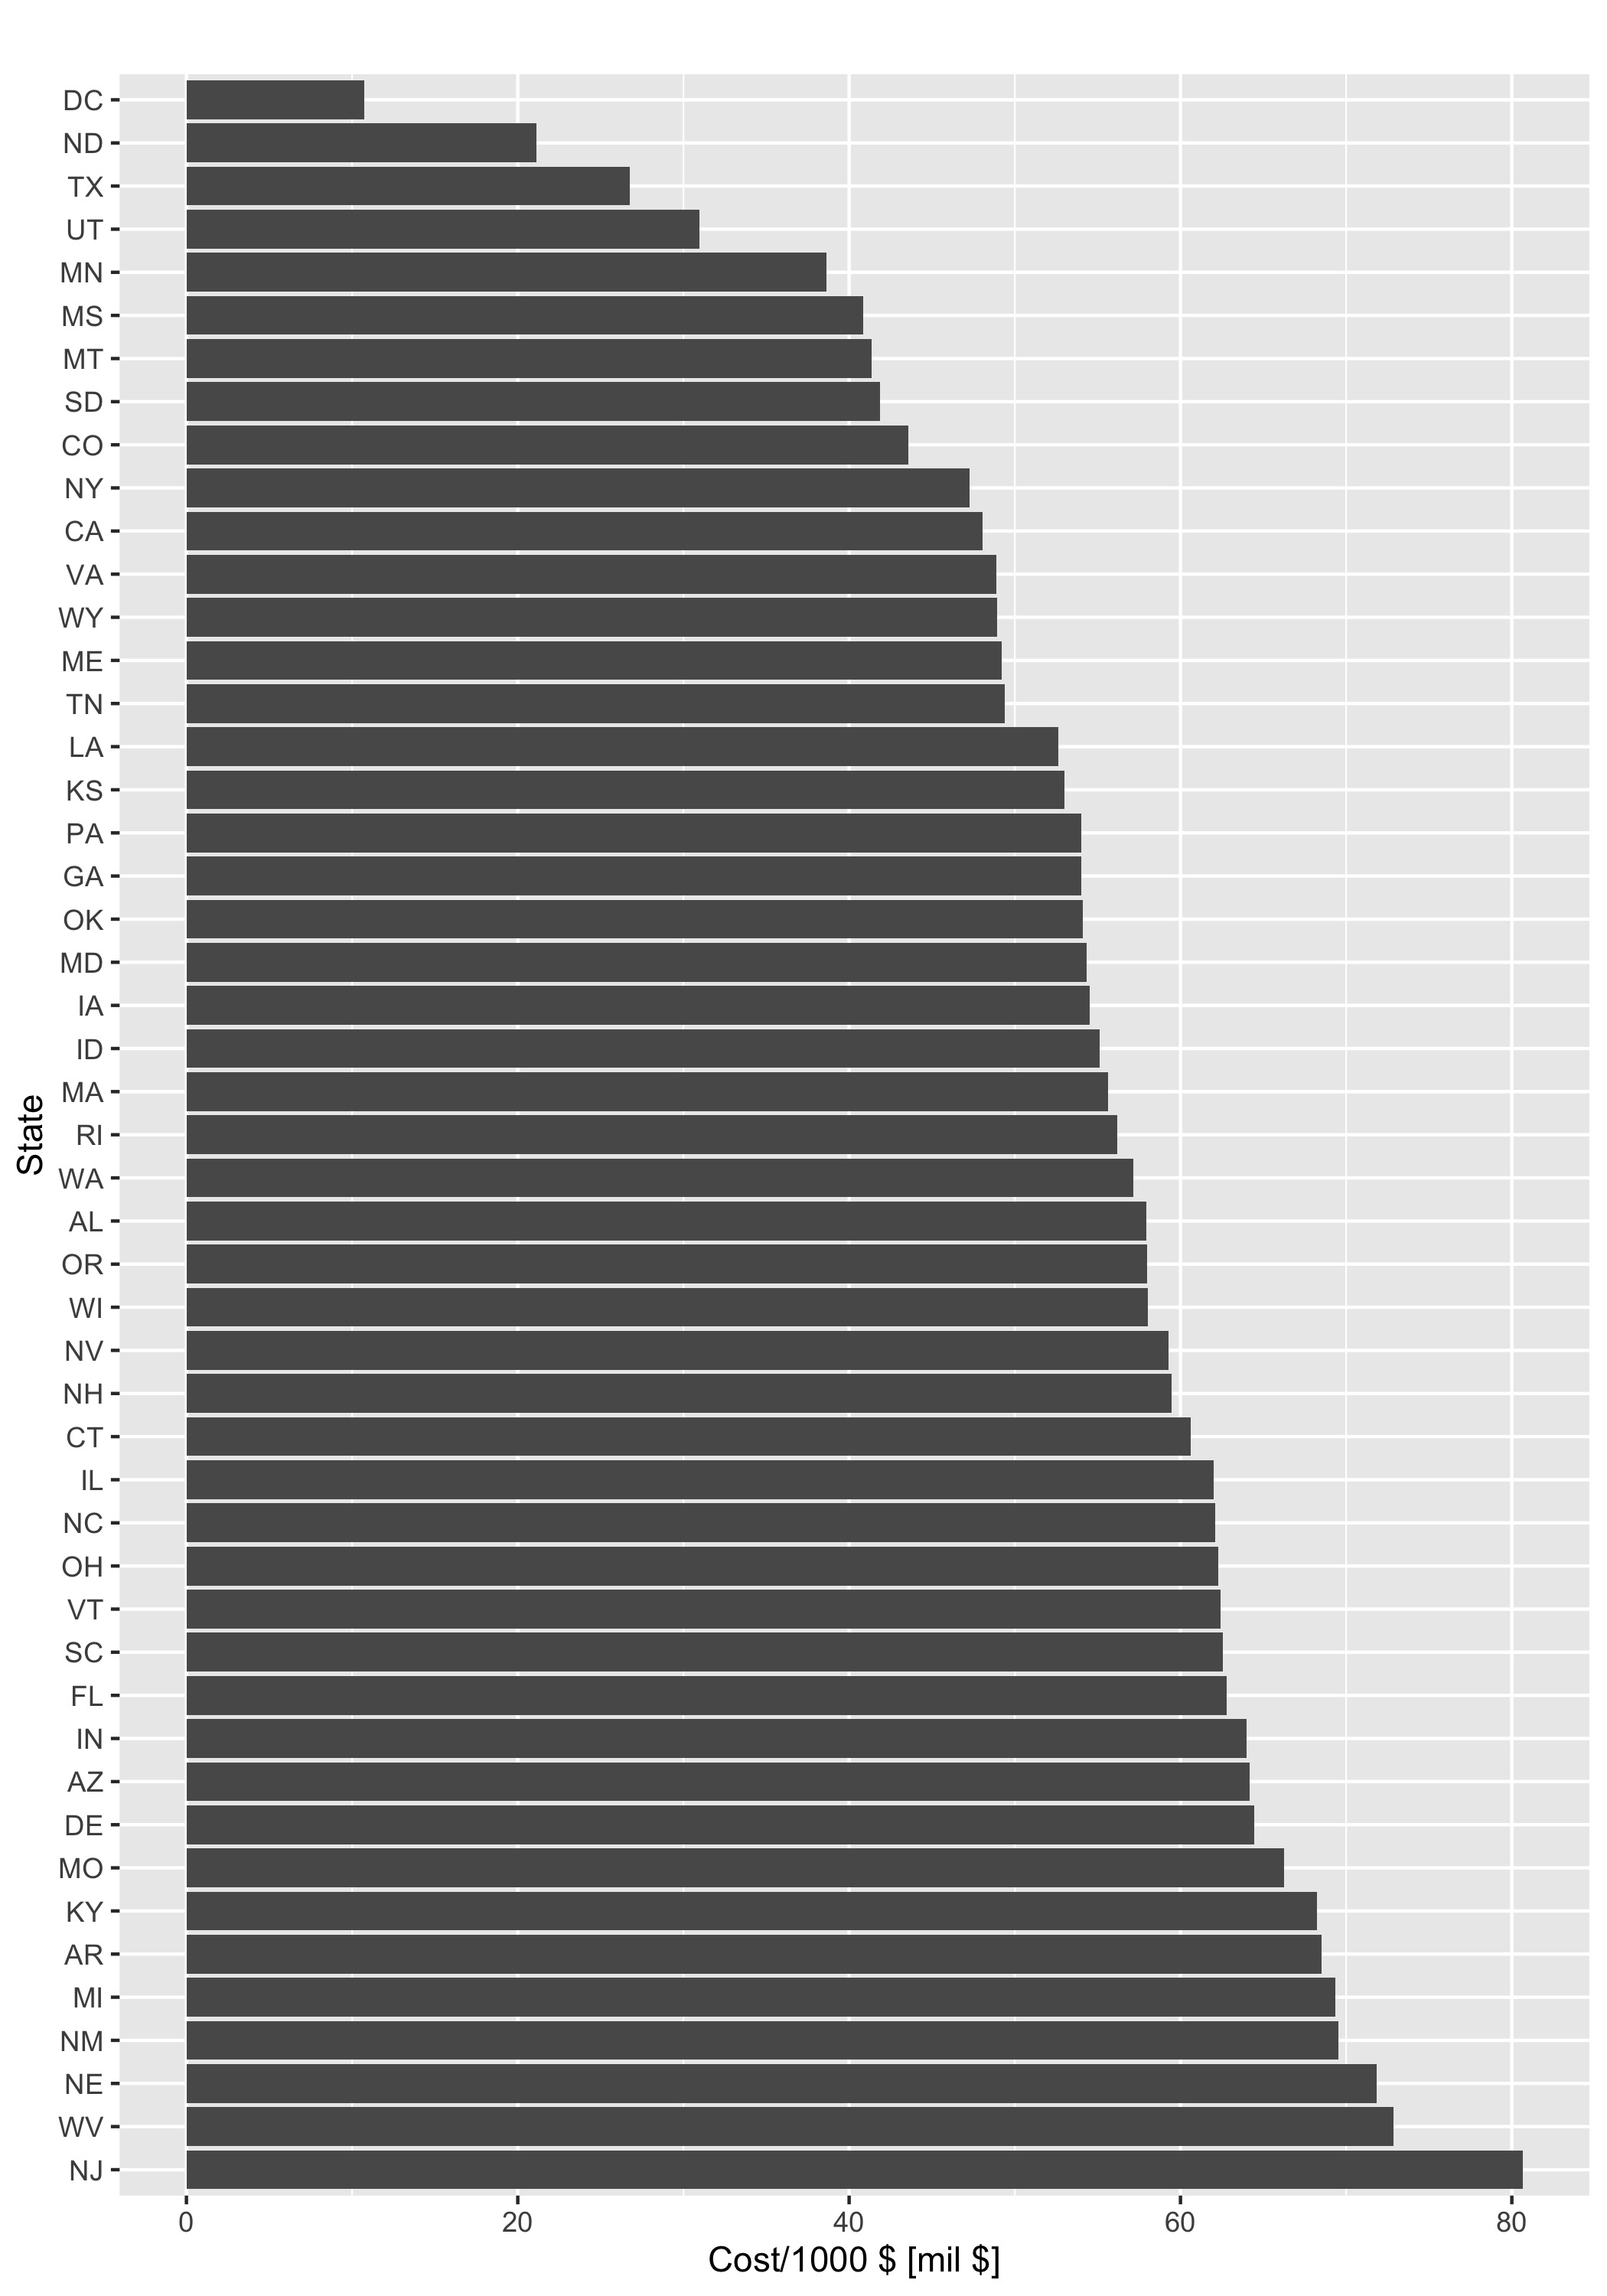 DC
ND
TX
UT
MN
MS
MT
SD
CO
NY
CA
VA
WY
ME
TN
LA
KS
PA
GA
OK
MD
IA
ID
MA
RI
WA
AL
OR
WI
NV
NH
CT
IL
NC
OH
VT
SC
FL
IN
AZ
DE
MO
KY
AR
MI
NM
NE
WV
NJ
State
0 20 40 60 80
Cost/1000 $ [mil $]